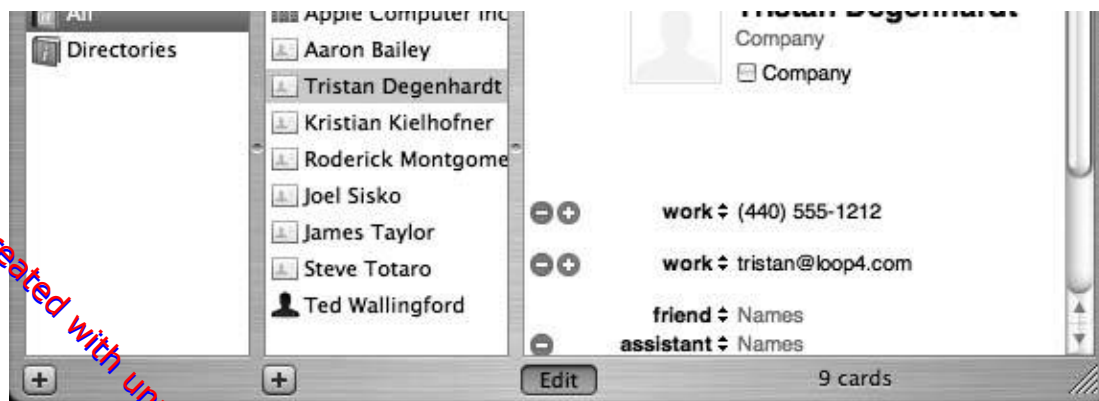 All
Directories
Apple Computer Inc
Aaron Bailey
Tristan Degenhardt
Kristian Kielhofner
Roderick Montgome
Joel Sisko
James Taylor
Steve Totaro
Ted Wallingford
Tristan Degenhardt
Company
Company
work (440) 555-1212
work tristan@loop4.com
friend Names
assistant Names
Edit
9 cards
eated with un